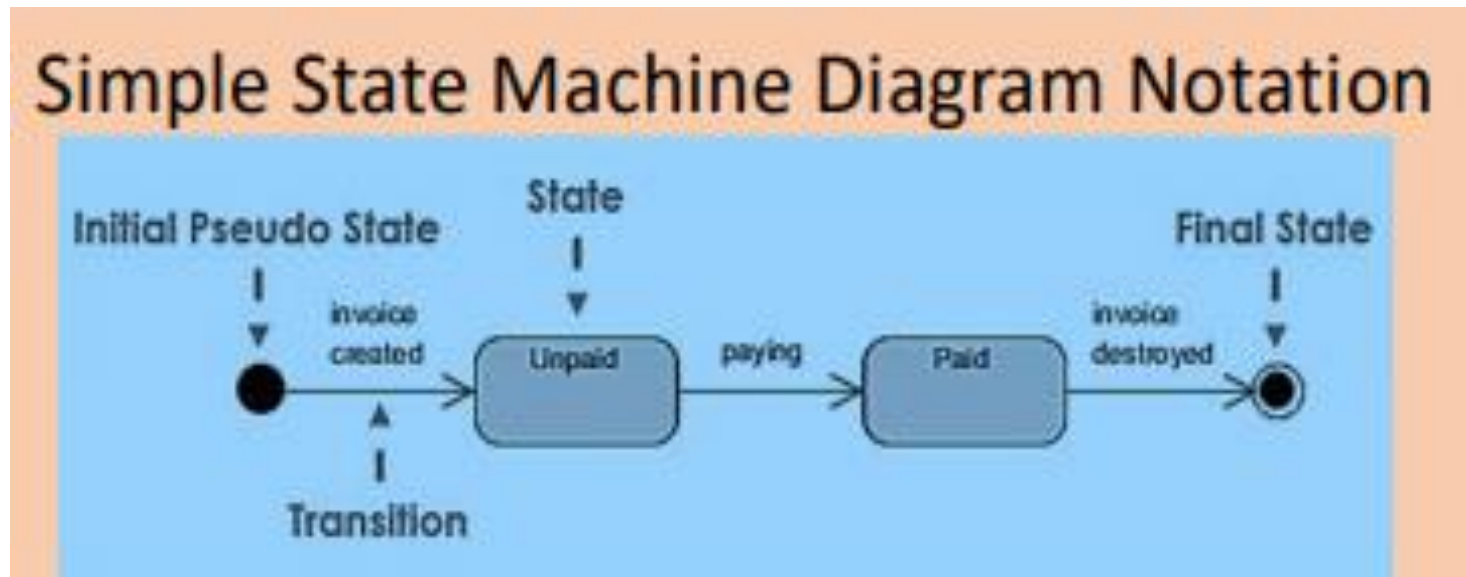 Simple State Machine Diagram Notation
State
Initial Pseudo State
Final State
invoice
created
Unpaid
paying
Paid
invoice
destroyed
Transition